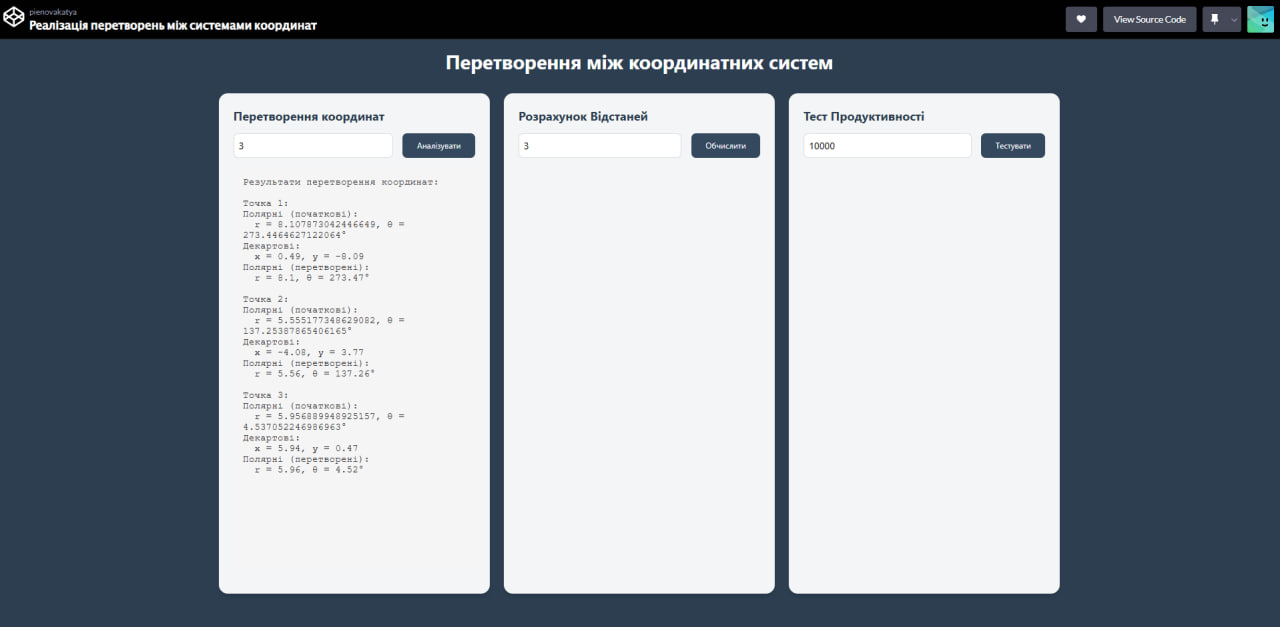 pienovakatya
Реалізація перетворень між системами координат
View Source Code
Перетворення між координатних систем
Перетворення координат
3
Аналізувати
Результати перетворення координат:
Точка 1:
Полярні (початкові):
r = 8.107873042446649, θ =
273.4464627122064°
Декартові:
x = 0.49, y = -8.09
Полярні (перетворені):
r = 8.1, θ = 273.47°
Точка 2:
Полярні (початкові):
r = 5.555177348629082, θ =
137.25387865406165°
Декартові:
x = -4.08, y = 3.77
Полярні (перетворені):
r = 5.56, θ = 137.26°
Точка 3:
Полярні (початкові):
r = 5.956889948925157, θ =
4.537052246986963°
Декартові:
x = 5.94, y = 0.47
Полярні (перетворені):
r = 5.96, θ = 4.52°
Розрахунок Відстаней
3
Обчислити
Тест Продуктивності
10000
Тестувати